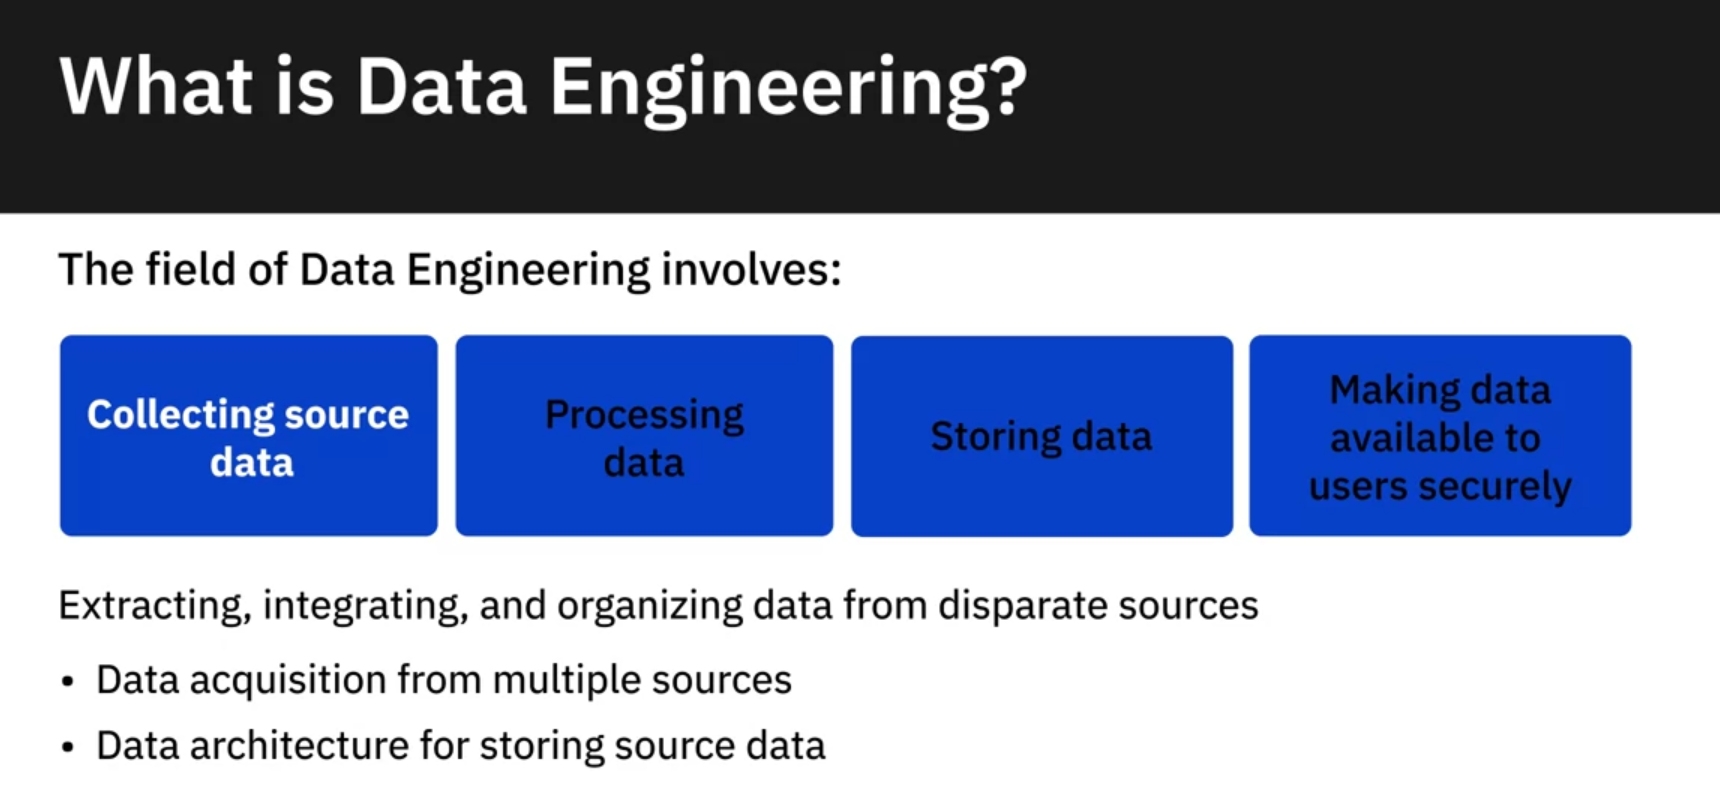 What is Data Engineering?
The field of Data Engineering involves:
Collecting source
data
Processing
data
Storing data
Making data
available to
users securely
Extracting, integrating, and organizing data from disparate sources
• Data acquisition from multiple sources
• Data architecture for storing source data